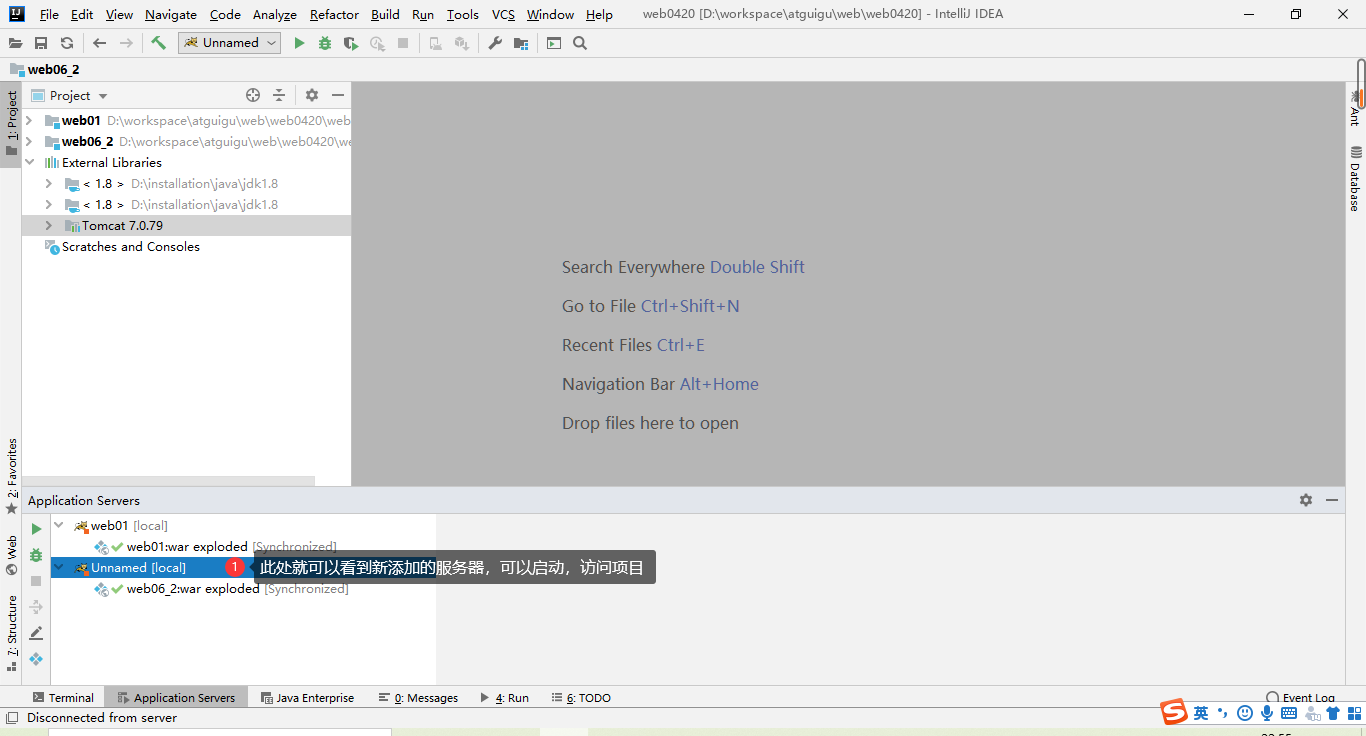 File Edit View Navigate Code Analyze Refactor Build Run Tools VCS Window Help web0420 [D:\workspace\atguigu\web\web0420] - IntelliJ IDEA
Unnamed
web06_2
Project
web01 D:\workspace\atguigu\web\web0420\web
web06_2 D:\workspace\atguigu\web\web0420\we
External Libraries
< 1.8 > D:\installation\java\jdk1.8
< 1.8 > D:\installation\java\jdk1.8
Tomcat 7.0.79
Scratches and Consoles
1: Project
2: Favorites
Web
7: Structure
Ant
Database
Search Everywhere Double Shift
Go to File Ctrl+Shift+N
Recent Files Ctrl+E
Navigation Bar Alt+Home
Drop files here to open
Application Servers
web01 [local]
web01:war exploded [Synchronized]
Unnamed [local] 1 此处就可以看到新添加的服务器，可以启动，访问项目
web06_2:war exploded [Synchronized]
Terminal Application Servers Java Enterprise 0: Messages 4: Run 6: TODO Event Log
Disconnected from server
英